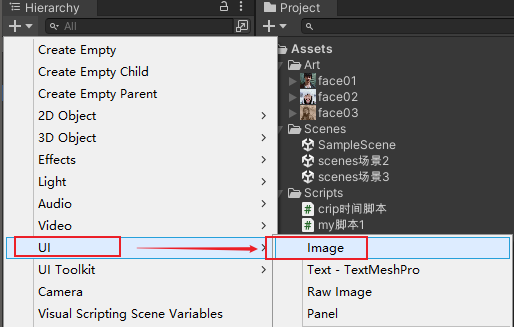 Hierarchy
All
Create Empty
Create Empty Child
Create Empty Parent
2D Object
3D Object
Effects
Light
Audio
Video
UI
UI Toolkit
Camera
Visual Scripting Scene Variables
Project
Assets
Art
face01
face02
face03
Scenes
SampleScene
scenes场景2
scenes场景3
Scripts
crip时间脚本
my脚本1
Image
Text - TextMeshPro
Raw Image
Panel